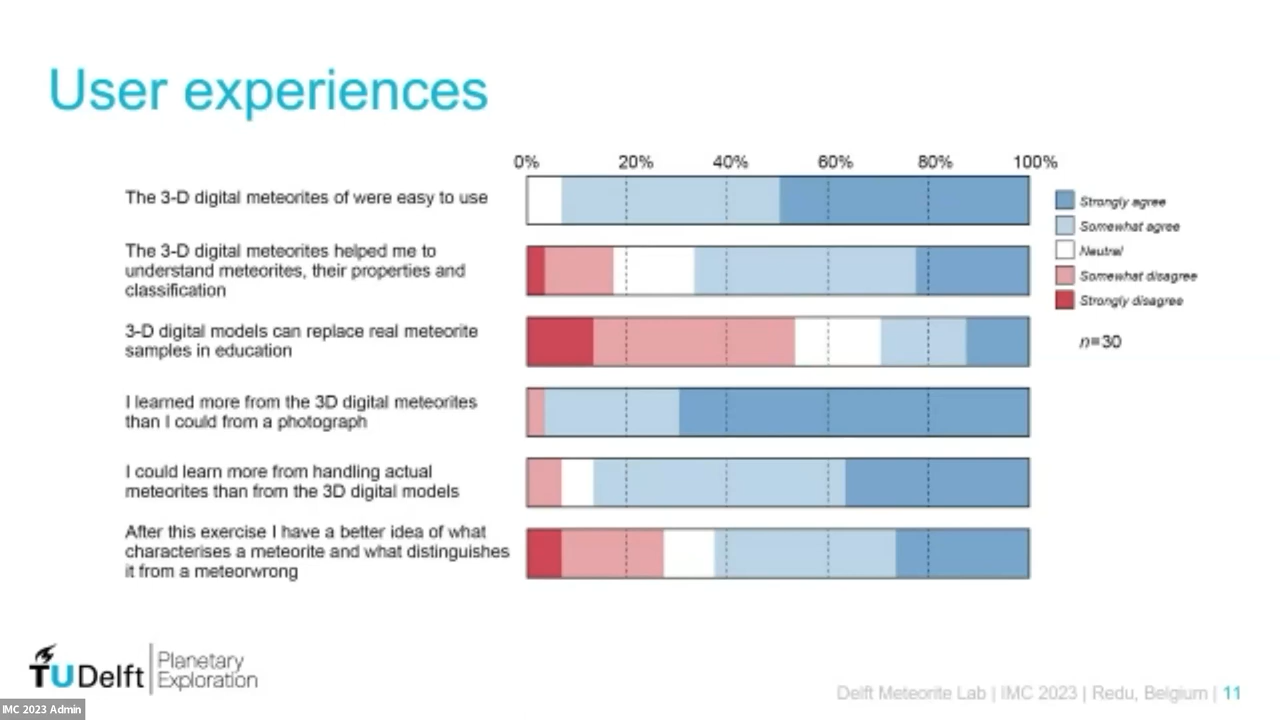 User experiences
0% 20% 40% 60% 80% 100%
The 3-D digital meteorites of were easy to use
The 3-D digital meteorites helped me to
understand meteorites, their properties and
classification
3-D digital models can replace real meteorite
samples in education
I learned more from the 3D digital meteorites
than I could from a photograph
I could learn more from handling actual
meteorites than from the 3D digital models
After this exercise I have a better idea of what
characterises a meteorite and what distinguishes
it from a meteorwrong
Strongly agree
Somewhat agree
Neutral
Somewhat disagree
Strongly disagree
n=30
TU Delft
Planetary
Exploration
Delft Meteorite Lab | IMC 2023 | Redu, Belgium | 11
IMC 2023 Admin